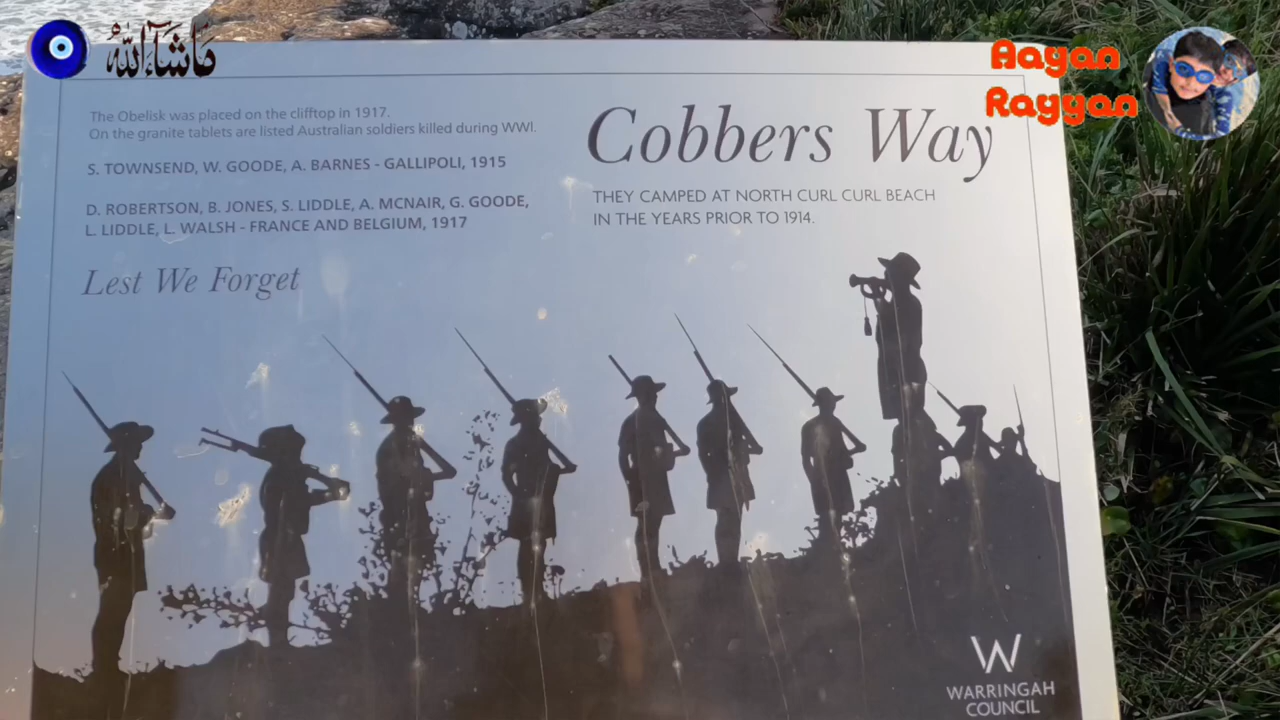 ماشاءالله
Aayan
Rayyan
The Obelisk was placed on the clifftop in 1917.
On the granite tablets are listed Australian soldiers killed during WWI.
S. TOWNSEND, W. GOODE, A. BARNES - GALLIPOLI, 1915
D. ROBERTSON, B. JONES, S. LIDDLE, A. MCNAIR, G. GOODE,
L. LIDDLE, L. WALSH - FRANCE AND BELGIUM, 1917
Lest We Forget
Cobbers Way
THEY CAMPED AT NORTH CURL CURL BEACH
IN THE YEARS PRIOR TO 1914.
WARRINGAH
COUNCIL